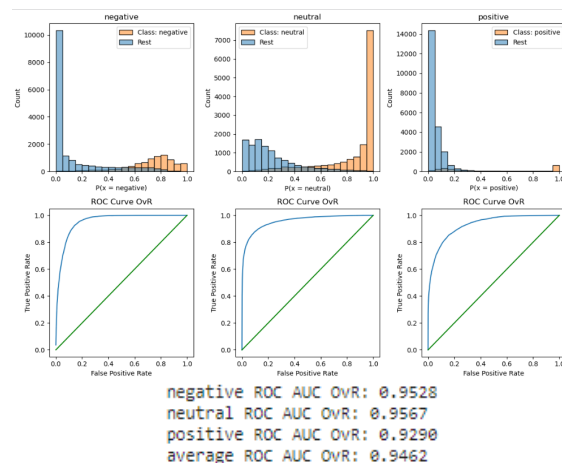 negative
neutral
positive
Class: negative
Rest
Class: neutral
Rest
Class: positive
Rest
Count
10000
8000
6000
4000
2000
0
0.0 0.2 0.4 0.6 0.8 1.0
P(x = negative)
Count
7000
6000
5000
4000
3000
2000
1000
0
0.0 0.2 0.4 0.6 0.8 1.0
P(x = neutral)
Count
14000
12000
10000
8000
6000
4000
2000
0
0.0 0.2 0.4 0.6 0.8 1.0
P(x = positive)
ROC Curve OvR
True Positive Rate
1.0
0.8
0.6
0.4
0.2
0.0
0.0 0.2 0.4 0.6 0.8 1.0
False Positive Rate
ROC Curve OvR
True Positive Rate
1.0
0.8
0.6
0.4
0.2
0.0
0.0 0.2 0.4 0.6 0.8 1.0
False Positive Rate
ROC Curve OvR
True Positive Rate
1.0
0.8
0.6
0.4
0.2
0.0
0.0 0.2 0.4 0.6 0.8 1.0
False Positive Rate
negative ROC AUC OvR: 0.9528
neutral ROC AUC OvR: 0.9567
positive ROC AUC OvR: 0.9290
average ROC AUC OvR: 0.9462